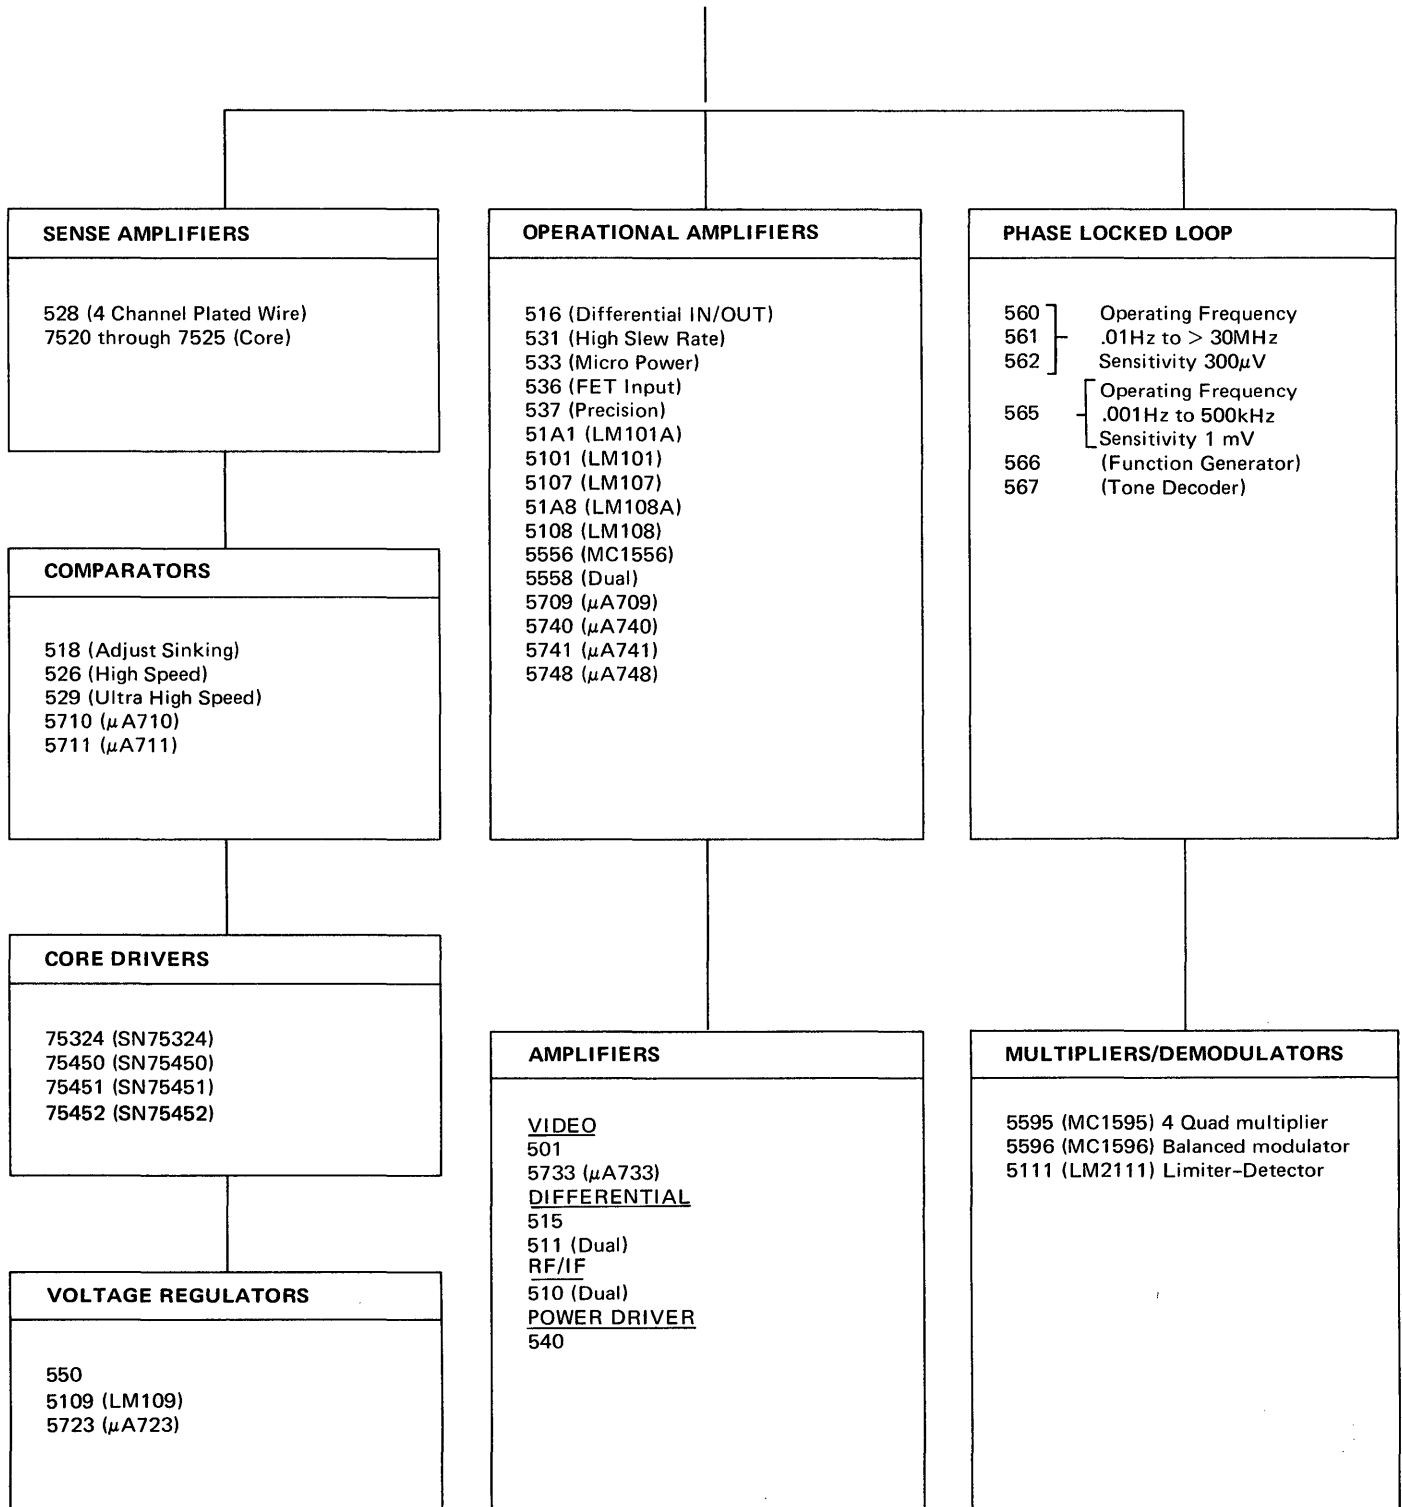 SENSE AMPLIFIERS
528 (4 Channel Plated Wire)
7520 through 7525 (Core)
COMPARATORS
518 (Adjust Sinking)
526 (High Speed)
529 (Ultra High Speed)
5710 (μA710)
5711 (μA711)
CORE DRIVERS
75324 (SN75324)
75450 (SN75450)
75451 (SN75451)
75452 (SN75452)
VOLTAGE REGULATORS
550
5109 (LM109)
5723 (μA723)
OPERATIONAL AMPLIFIERS
516 (Differential IN/OUT)
531 (High Slew Rate)
533 (Micro Power)
536 (FET Input)
537 (Precision)
51A1 (LM101A)
5101 (LM101)
5107 (LM107)
51A8 (LM108A)
5108 (LM108)
5556 (MC1556)
5558 (Dual)
5709 (μA709)
5740 (μA740)
5741 (μA741)
5748 (μA748)
AMPLIFIERS
VIDEO
501
5733 (μA733)
DIFFERENTIAL
515
511 (Dual)
RF/IF
510 (Dual)
POWER DRIVER
540
PHASE LOCKED LOOP
560 Operating Frequency
561 .01Hz to > 30MHz
562 Sensitivity 300μV
Operating Frequency
565 .001Hz to 500kHz
Sensitivity 1 mV
566 (Function Generator)
567 (Tone Decoder)
MULTIPLIERS/DEMODULATORS
5595 (MC1595) 4 Quad multiplier
5596 (MC1596) Balanced modulator
5111 (LM2111) Limiter-Detector